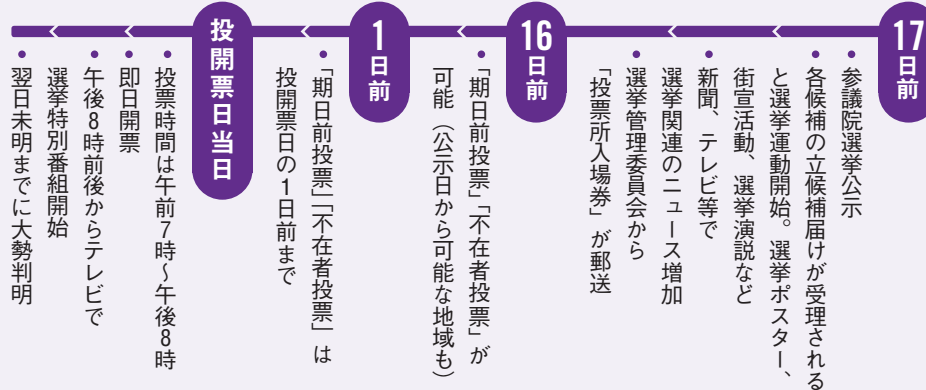 17日前
・参議院選挙公示
・各候補の立候補届けが受理される
と選挙運動開始。選挙ポスター、
街宣活動、選挙演説など
・新聞、テレビ等で
選挙関連のニュース増加
・選挙管理委員会から
「投票所入場券」が郵送
16日前
・「期日前投票」「不在者投票」が
可能（公示日から可能な地域も）
1日前
・「期日前投票」「不在者投票」は
投開票日の1日前まで
投開票日当日
・投票時間は午前7時～午後8時
・即日開票
・午後8時前後からテレビで
選挙特別番組開始
・翌日未明までに大勢判明